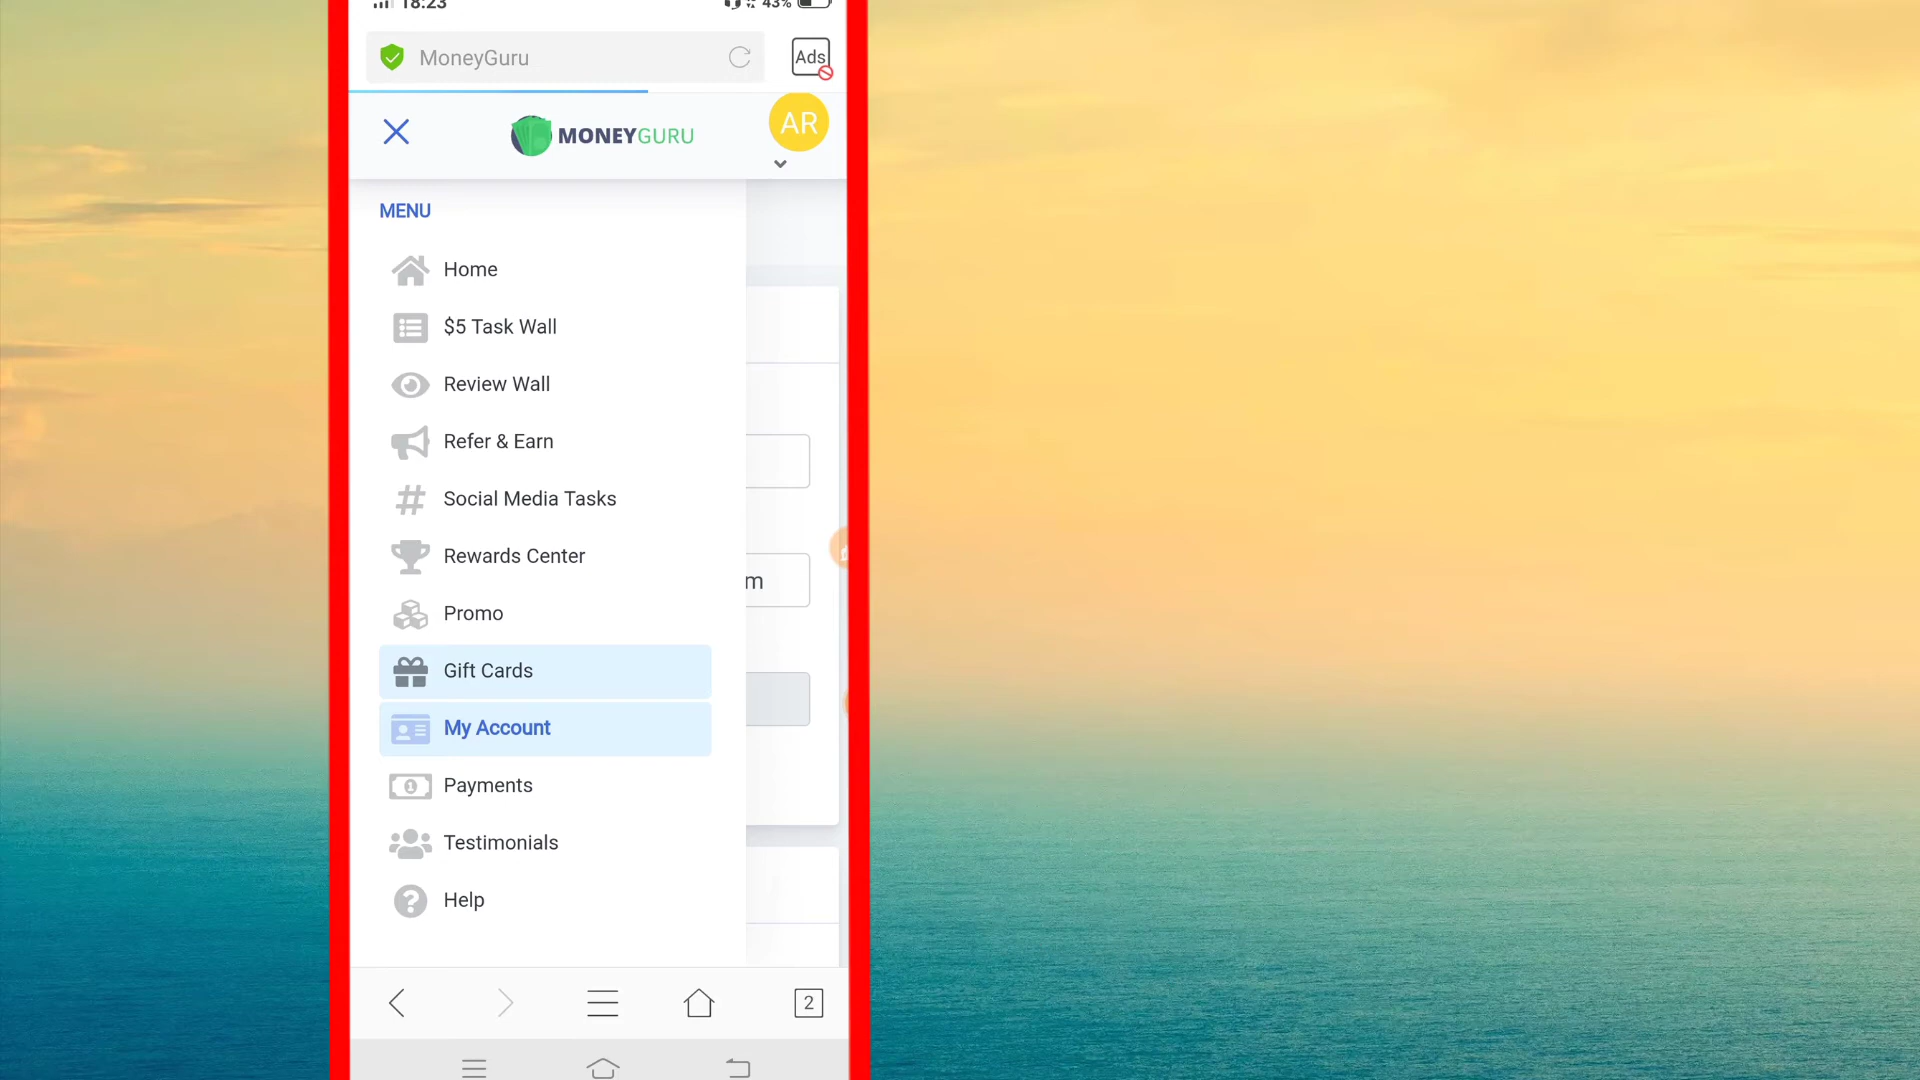 18:23
43%
MoneyGuru
Ads
MONEYGURU
AR
MENU
Home
$5 Task Wall
Review Wall
Refer & Earn
Social Media Tasks
m
Rewards Center
Promo
Gift Cards
My Account
Payments
Testimonials
Help
2